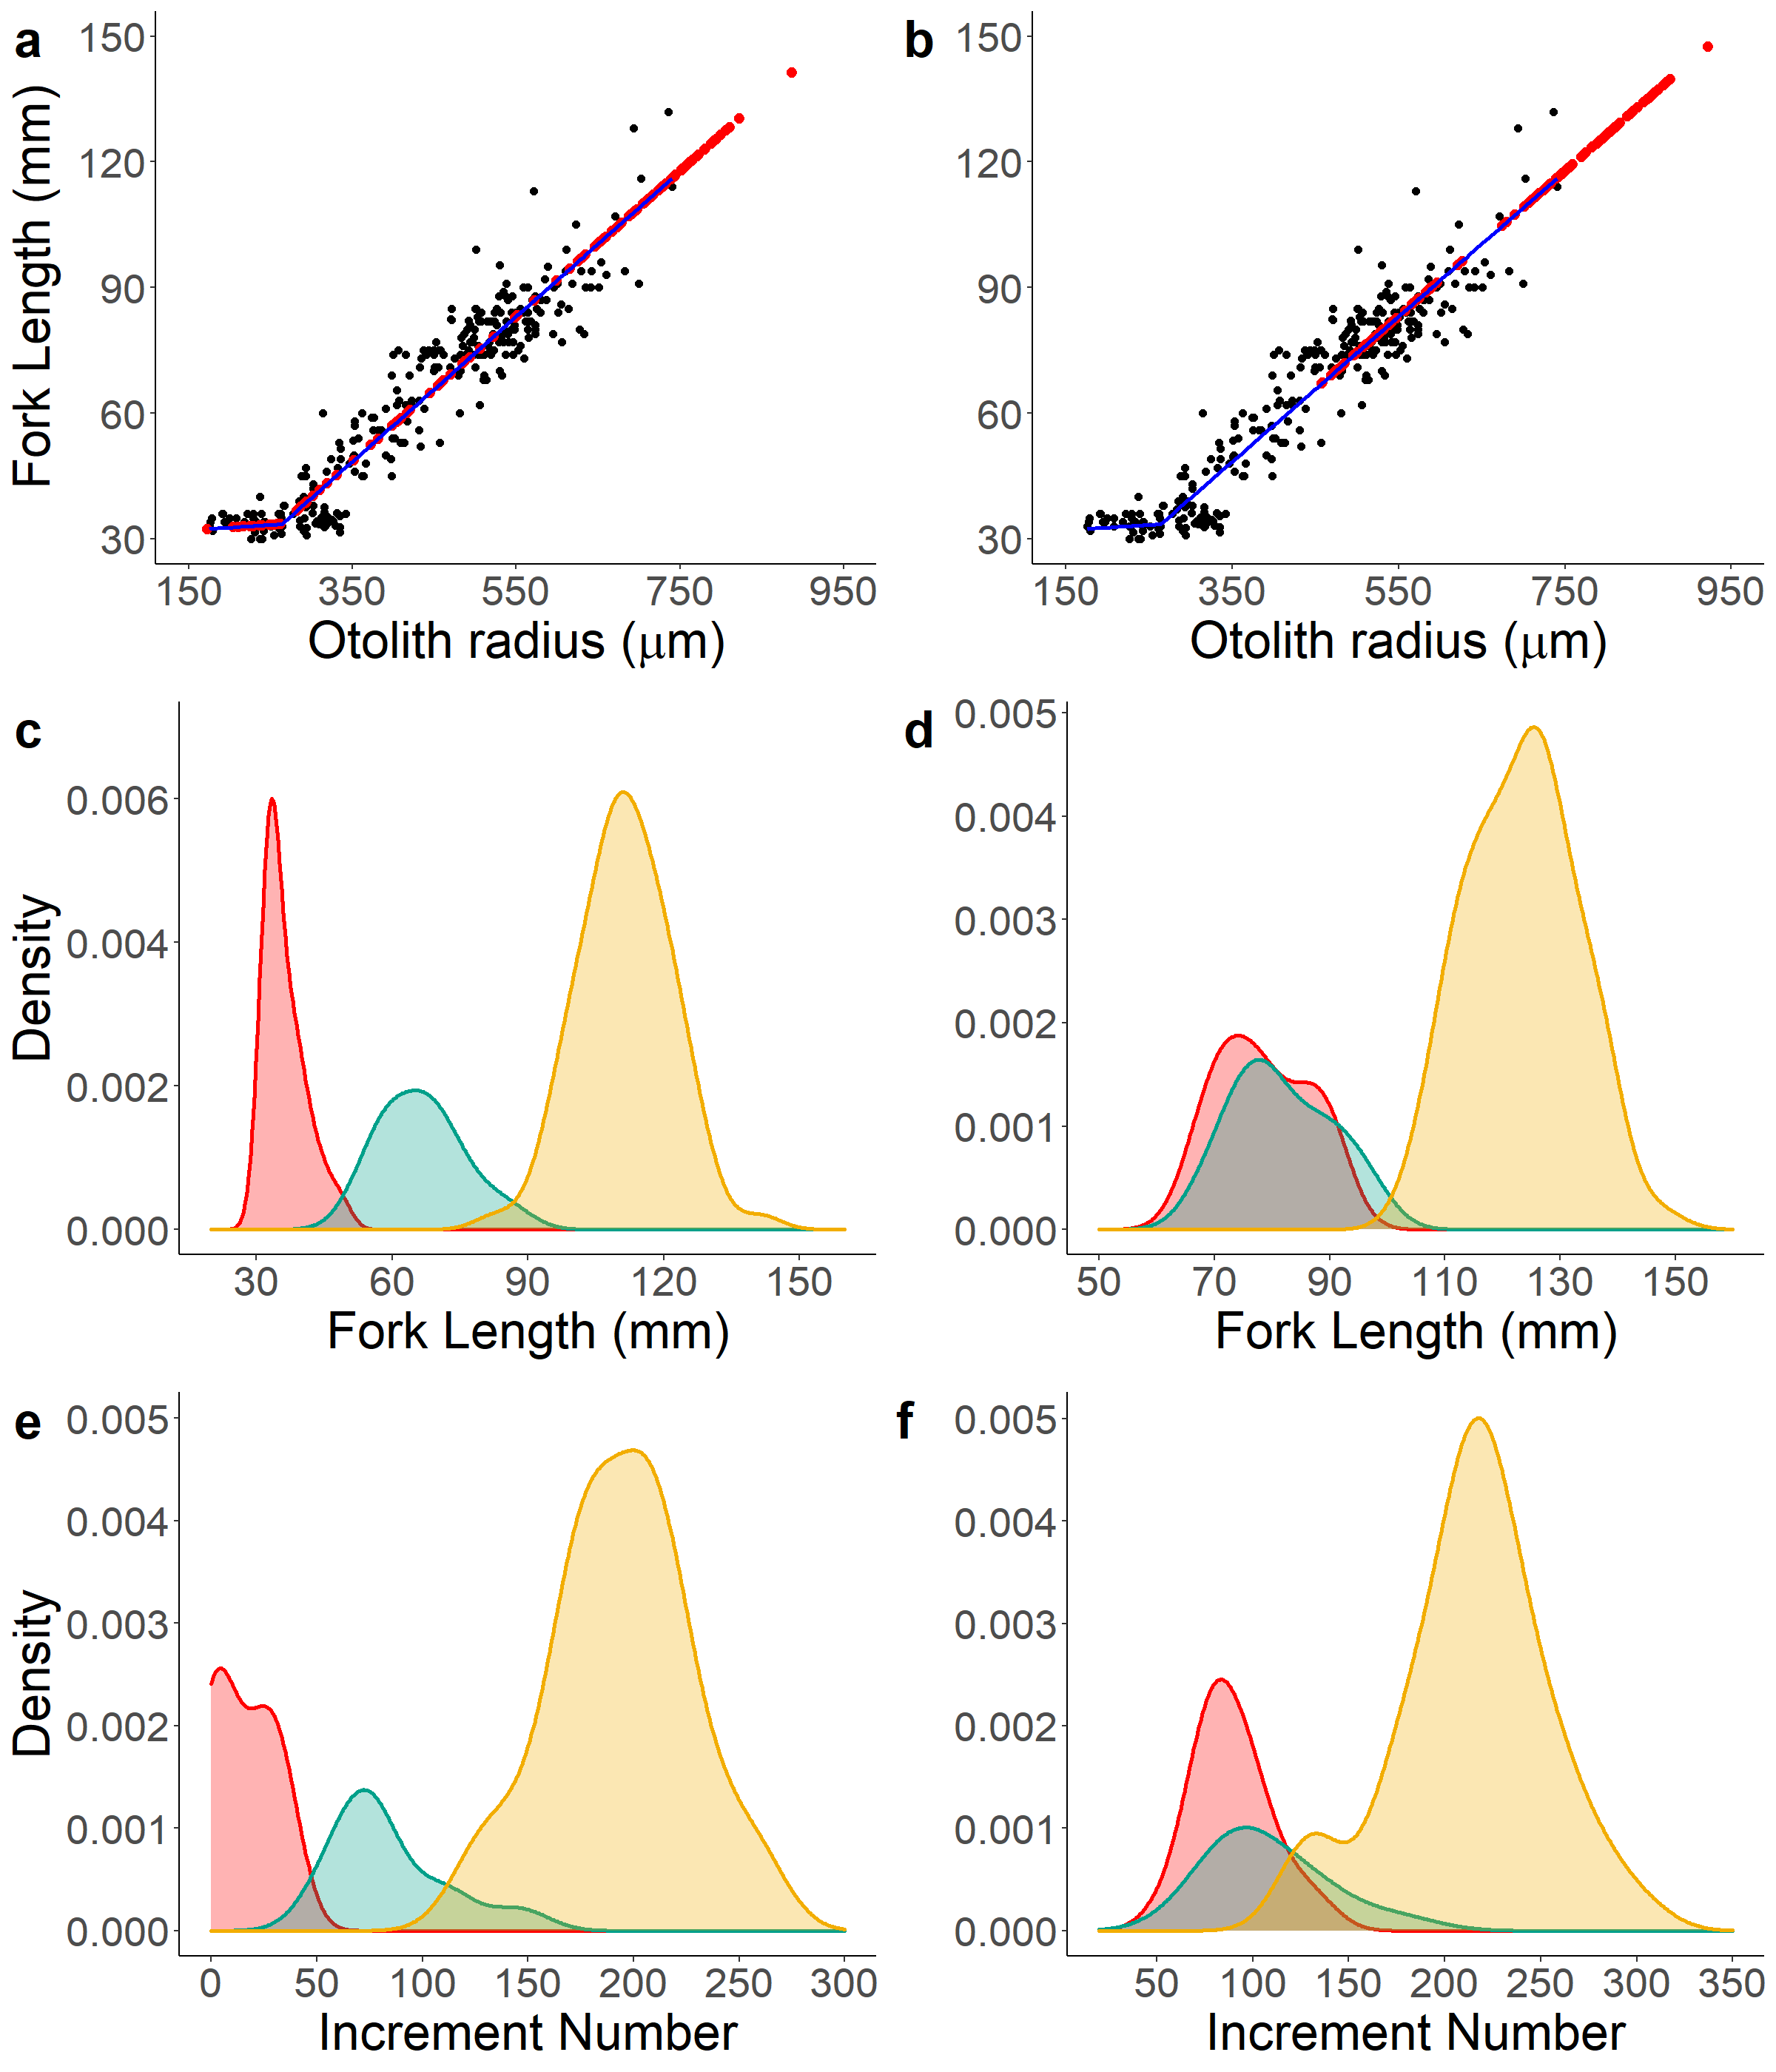 a
Fork Length (mm)
150
120
90
60
30
150 350 550 750 950
Otolith radius (μm)
b
150
120
90
60
30
150 350 550 750 950
Otolith radius (μm)
c
Density
0.006
0.004
0.002
0.000
30 60 90 120 150
Fork Length (mm)
d
0.005
0.004
0.003
0.002
0.001
0.000
50 70 90 110 130 150
Fork Length (mm)
e
Density
0.005
0.004
0.003
0.002
0.001
0.000
0 50 100 150 200 250 300
Increment Number
f
0.005
0.004
0.003
0.002
0.001
0.000
50 100 150 200 250 300 350
Increment Number